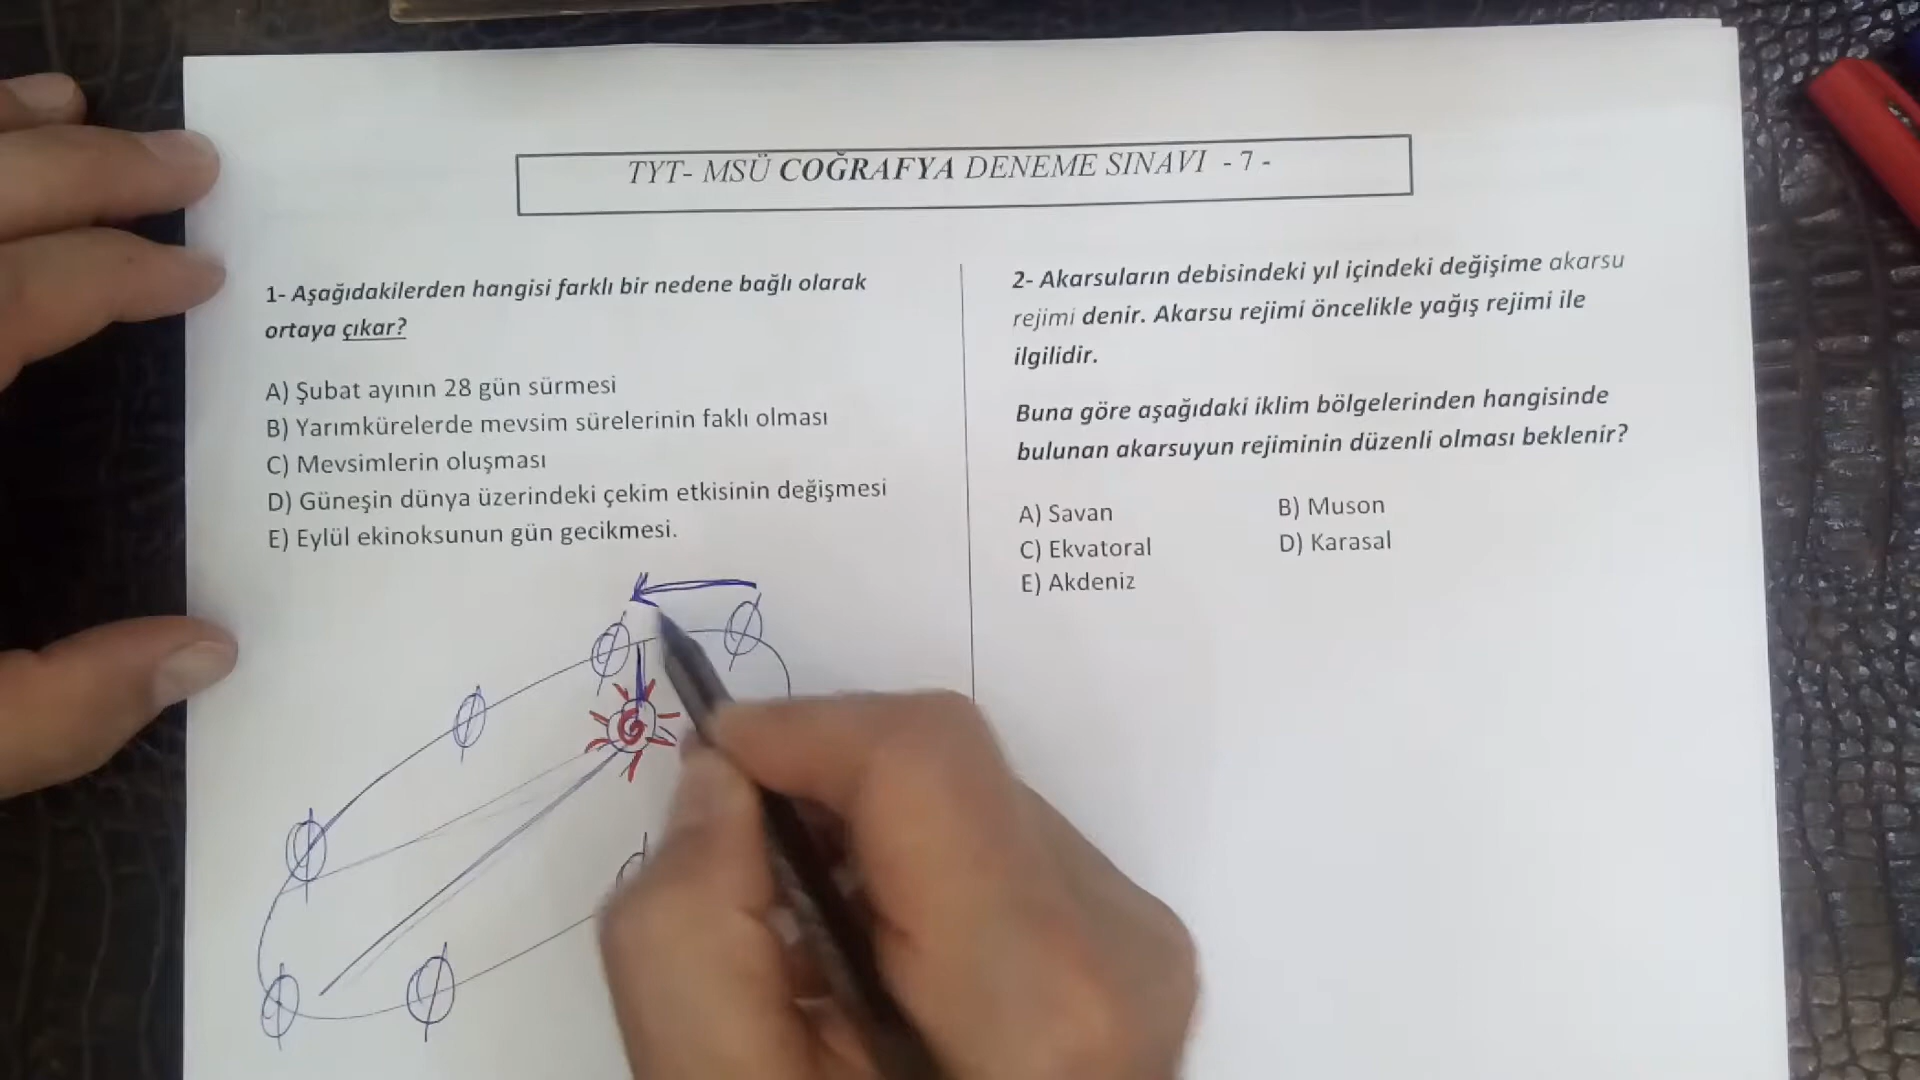 TYT- MSÜ COĞRAFYA DENEME SINAVI - 7 -
1- Aşağıdakilerden hangisi farklı bir nedene bağlı olarak
ortaya çıkar?
A) Şubat ayının 28 gün sürmesi
B) Yarımkürelerde mevsim sürelerinin faklı olması
C) Mevsimlerin oluşması
D) Güneşin dünya üzerindeki çekim etkisinin değişmesi
E) Eylül ekinoksunun gün gecikmesi.
2- Akarsuların debisindeki yıl içindeki değişime akarsu
rejimi denir. Akarsu rejimi öncelikle yağış rejimi ile
ilgilidir.
Buna göre aşağıdaki iklim bölgelerinden hangisinde
bulunan akarsuyun rejiminin düzenli olması beklenir?
A) Savan B) Muson
C) Ekvatoral D) Karasal
E) Akdeniz